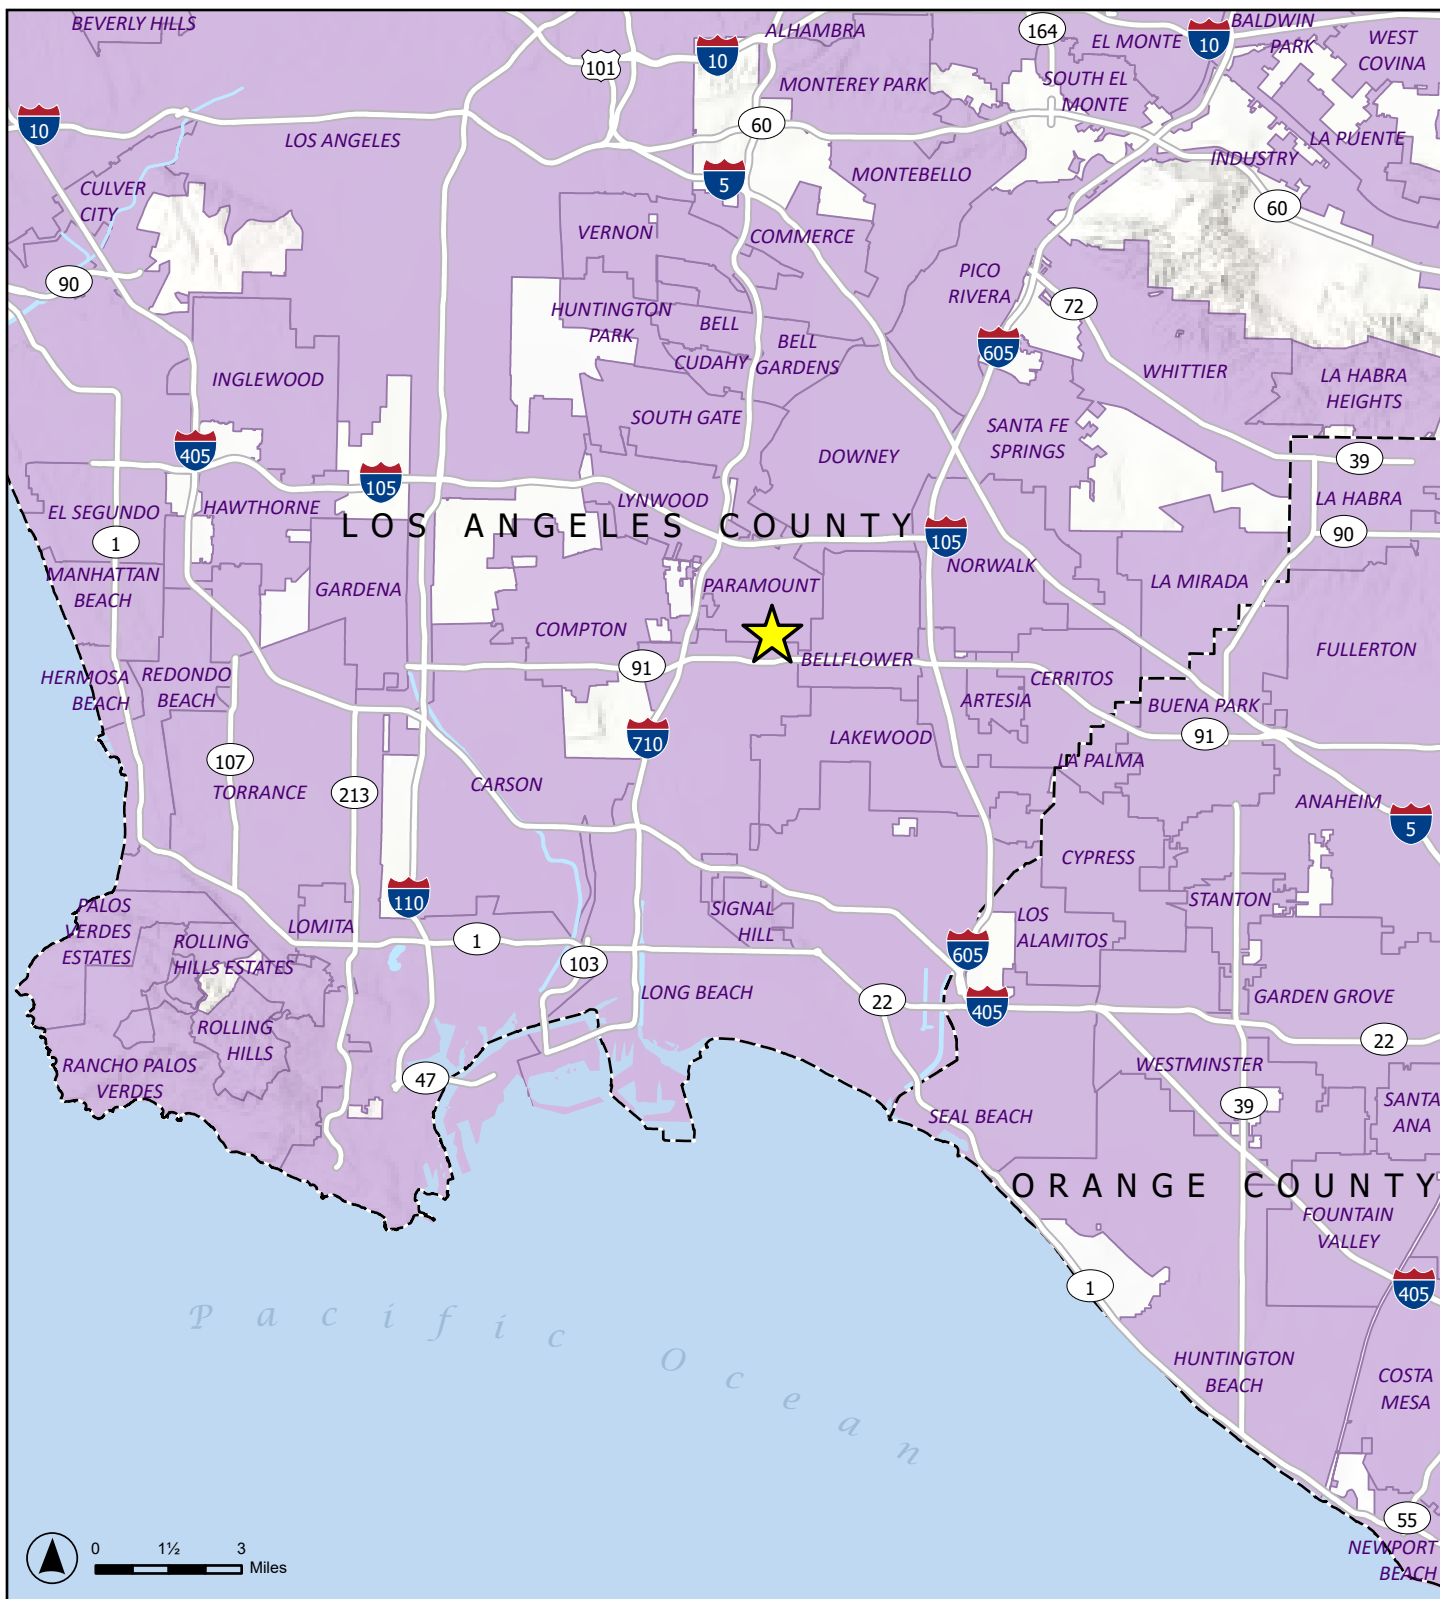 BEVERLY HILLS
101
10
ALHAMBRA
164
EL MONTE
10
BALDWIN
PARK
WEST
COVINA
MONTEREY PARK
SOUTH EL
MONTE
10
LOS ANGELES
60
LA PUENTE
INDUSTRY
5
MONTEBELLO
CULVER
CITY
60
VERNON
COMMERCE
90
PICO
RIVERA
72
HUNTINGTON
PARK
BELL
CUDAHY
BELL
GARDENS
605
INGLEWOOD
WHITTIER
LA HABRA
HEIGHTS
SOUTH GATE
SANTA FE
SPRINGS
405
DOWNEY
39
105
LYNWOOD
LA HABRA
EL SEGUNDO
HAWTHORNE
LOS ANGELES COUNTY
1
105
90
NORWALK
MANHATTAN
BEACH
GARDENA
PARAMOUNT
LA MIRADA
COMPTON
91
BELLFLOWER
FULLERTON
HERMOSA
BEACH
REDONDO
BEACH
CERRITOS
ARTESIA
BUENA PARK
710
LAKEWOOD
91
107
LA PALMA
TORRANCE
213
CARSON
ANAHEIM
5
CYPRESS
110
STANTON
PALOS
VERDES
ESTATES
LOMITA
SIGNAL
HILL
LOS
ALAMITOS
ROLLING
HILLS ESTATES
1
103
605
LONG BEACH
22
405
GARDEN GROVE
ROLLING
HILLS
22
RANCHO PALOS
VERDES
47
WESTMINSTER
39
SANTA
ANA
SEAL BEACH
ORANGE COUNTY
FOUNTAIN
VALLEY
1
405
Pacific Ocean
HUNTINGTON
BEACH
COSTA
MESA
55
NEWPORT
BEACH
0 1½ 3
Miles